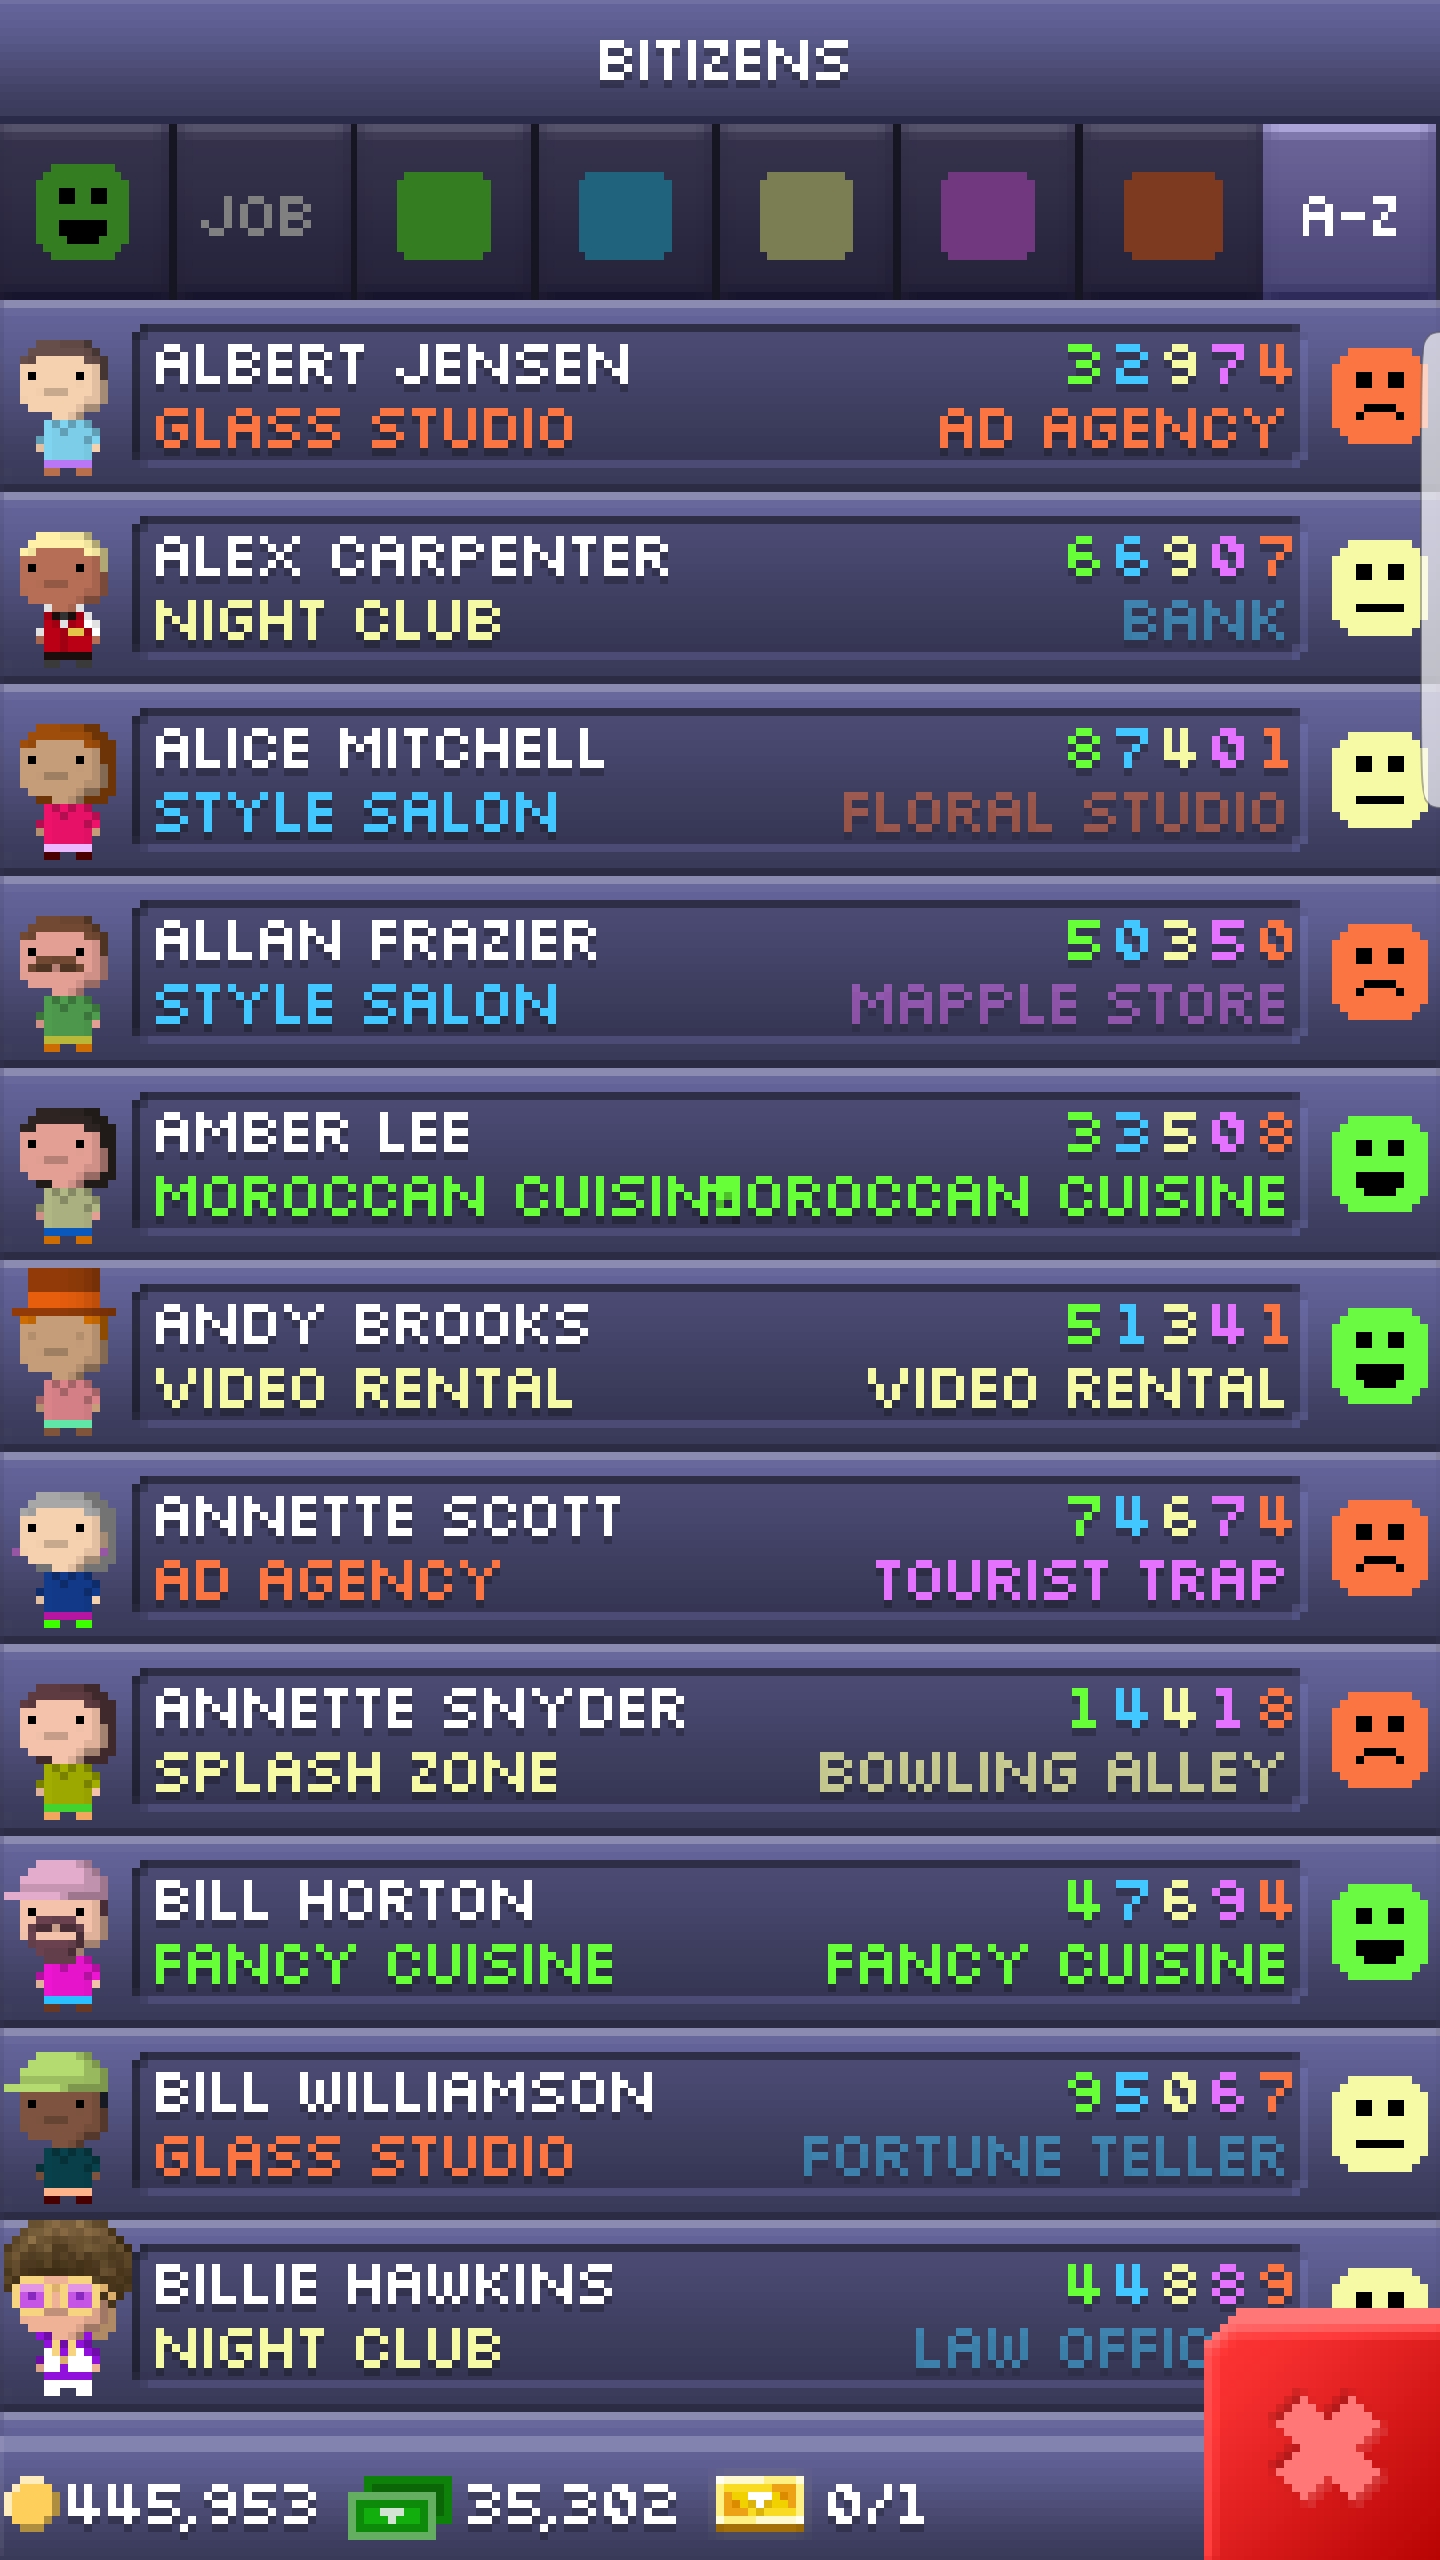 BITIZENS
JOB
A-Z
ALBERT JENSEN 32974
GLASS STUDIO AD AGENCY
ALEX CARPENTER 66907
NIGHT CLUB BANK
ALICE MITCHELL 87401
STYLE SALON FLORAL STUDIO
ALLAN FRAZIER 50350
STYLE SALON MAPPLE STORE
AMBER LEE 33508
MOROCCAN CUISINE MOROCCAN CUISINE
ANDY BROOKS 51341
VIDEO RENTAL VIDEO RENTAL
ANNETTE SCOTT 74674
AD AGENCY TOURIST TRAP
ANNETTE SNYDER 14418
SPLASH ZONE BOWLING ALLEY
BILL HORTON 47694
FANCY CUISINE FANCY CUISINE
BILL WILLIAMSON 95067
GLASS STUDIO FORTUNE TELLER
BILLIE HAWKINS 44889
NIGHT CLUB LAW OFFIC
445,953 35,302 0/1